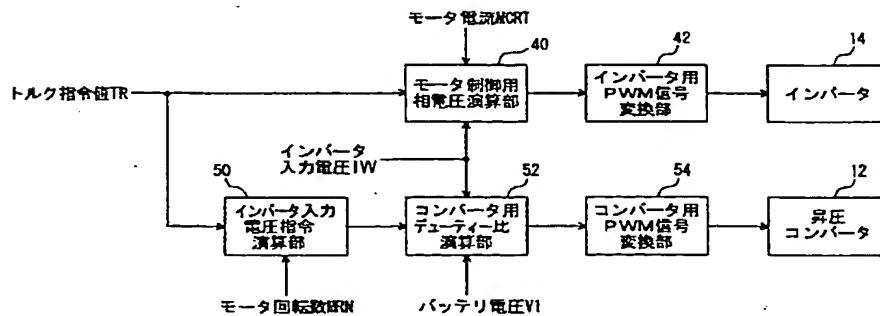 モータ電流MCRT
40
42
14
トルク指令値TR
モータ制御用
相電圧演算部
インバータ用
PWM信号
変換部
インバータ
インバータ
入力電圧IVV
50
52
54
12
インバータ入力
電圧指令
演算部
コンバータ用
デューティー比
演算部
コンバータ用
PWM信号
変換部
昇圧
コンバータ
モータ回転数MRN
バッテリ電圧V1